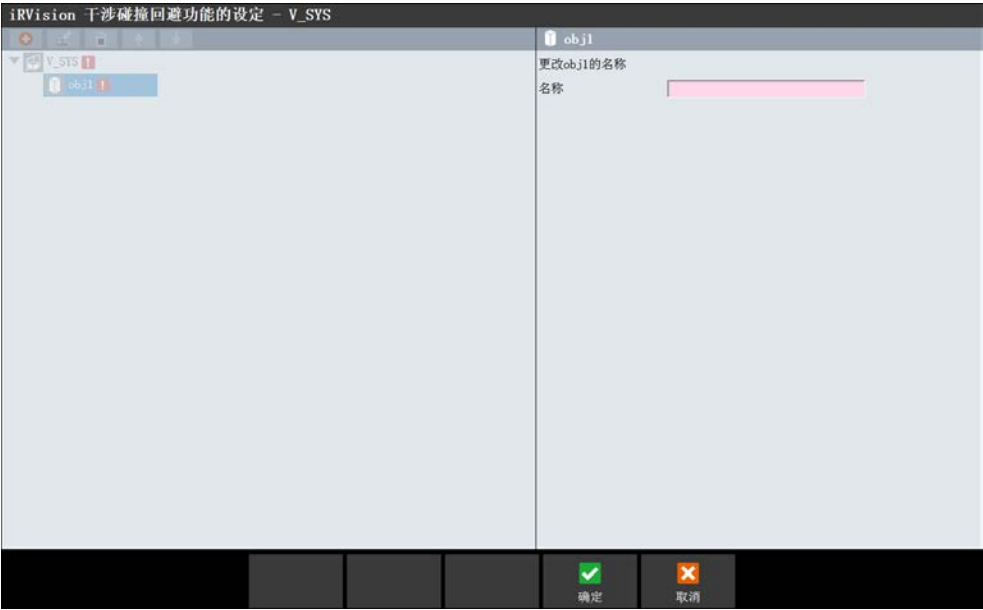 iRVision 干涉碰撞回避功能的设定 - V_SYS
V_SYS
obj1
obj1
更改obj1的名称
名称
确定
取消